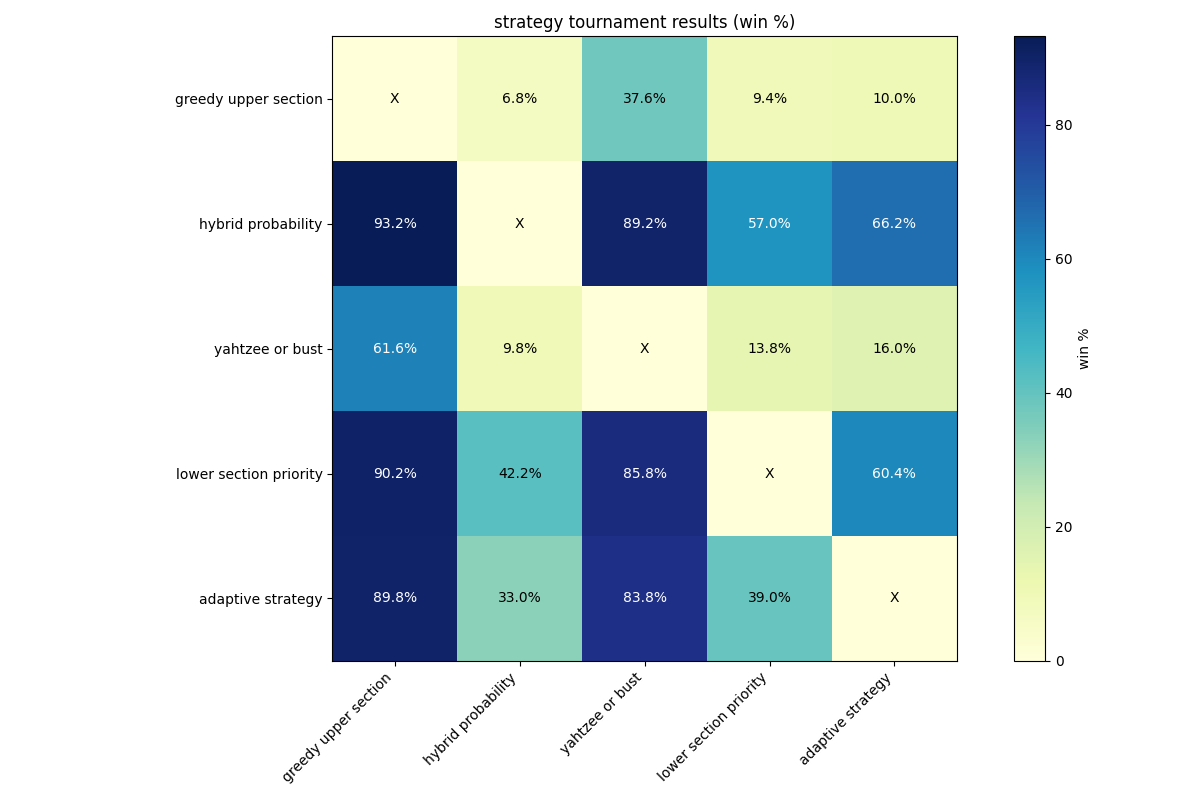 strategy tournament results (win %)
greedy upper section X 6.8% 37.6% 9.4% 10.0%
hybrid probability 93.2% X 89.2% 57.0% 66.2%
yahtzee or bust 61.6% 9.8% X 13.8% 16.0%
lower section priority 90.2% 42.2% 85.8% X 60.4%
adaptive strategy 89.8% 33.0% 83.8% 39.0% X
greedy upper section
hybrid probability
yahtzee or bust
lower section priority
adaptive strategy
80
60
40
20
0
win %